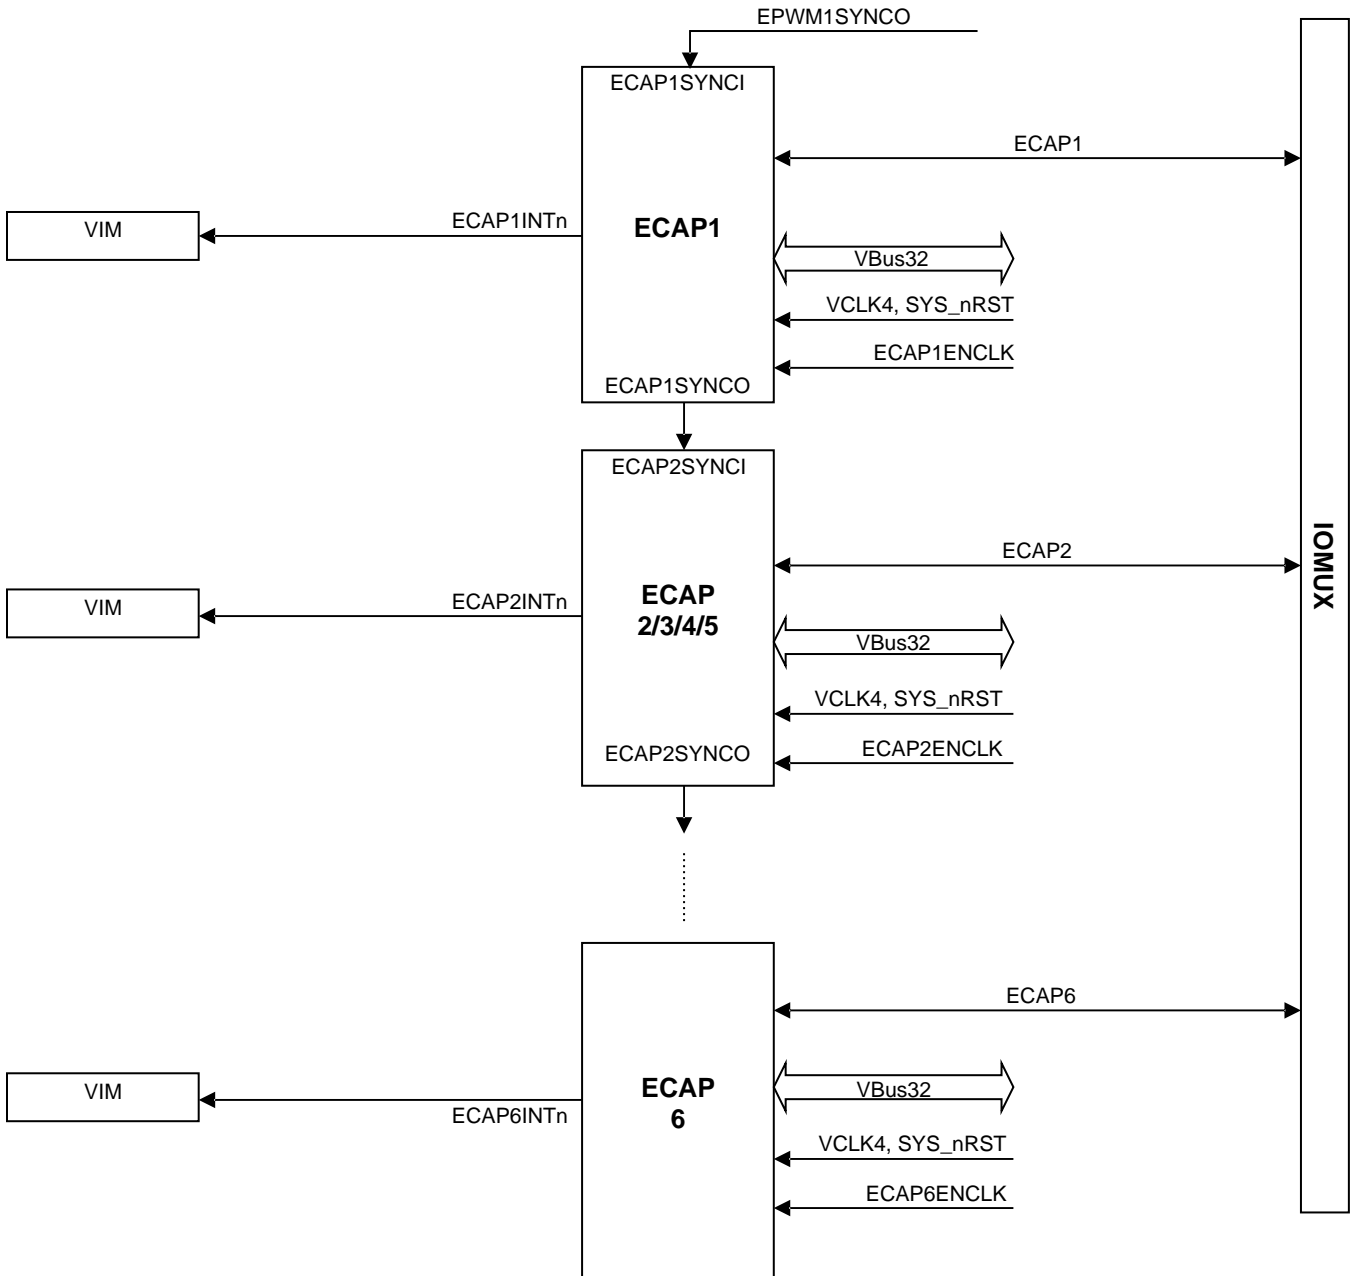 EPWM1SYNCO
ECAP1SYNCI
ECAP1
VIM
ECAP1INTn
ECAP1
VBus32
VCLK4, SYS_nRST
ECAP1ENCLK
ECAP1SYNCO
ECAP2SYNCI
IOMUX
ECAP2
VIM
ECAP2INTn
ECAP
2/3/4/5
VBus32
VCLK4, SYS_nRST
ECAP2SYNCO
ECAP2ENCLK
ECAP6
VIM
ECAP6INTn
ECAP
6
VBus32
VCLK4, SYS_nRST
ECAP6ENCLK